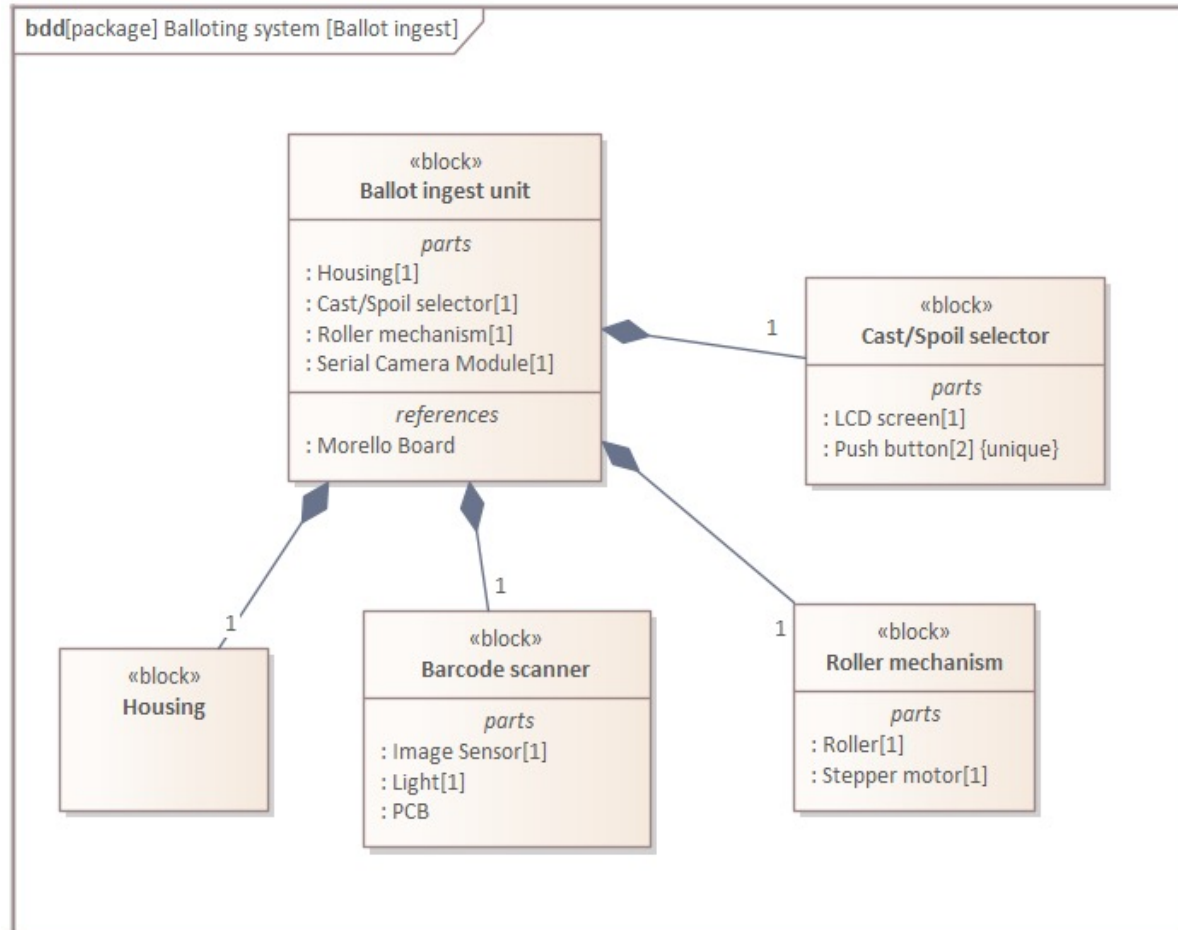 bdd[package] Balloting system [Ballot ingest]
«block»
Ballot ingest unit
parts
: Housing[1]
: Cast/Spoil selector[1]
: Roller mechanism[1]
: Serial Camera Module[1]
references
: Morello Board
1
«block»
Cast/Spoil selector
parts
: LCD screen[1]
: Push button[2] {unique}
1
«block»
Housing
1
«block»
Barcode scanner
parts
: Image Sensor[1]
: Light[1]
: PCB
1
«block»
Roller mechanism
parts
: Roller[1]
: Stepper motor[1]